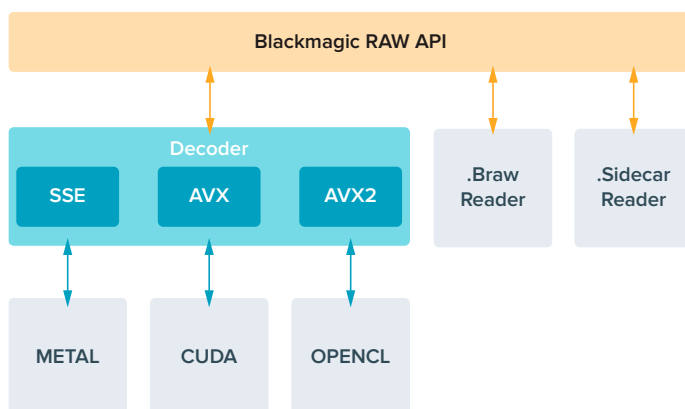 Blackmagic RAW API
Decoder
SSE
AVX
AVX2
.Braw
Reader
.Sidecar
Reader
METAL
CUDA
OPENCL